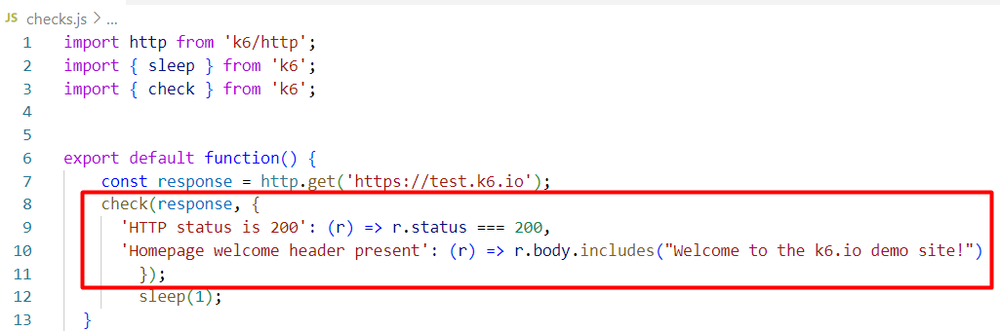 JS checks.js > ...
1 import http from 'k6/http';
2 import { sleep } from 'k6';
3 import { check } from 'k6';
4
5
6 export default function() {
7 const response = http.get('https://test.k6.io');
8 check(response, {
9 'HTTP status is 200': (r) => r.status === 200,
10 'Homepage welcome header present': (r) => r.body.includes("Welcome to the k6.io demo site!")
11 });
12 sleep(1);
13 }